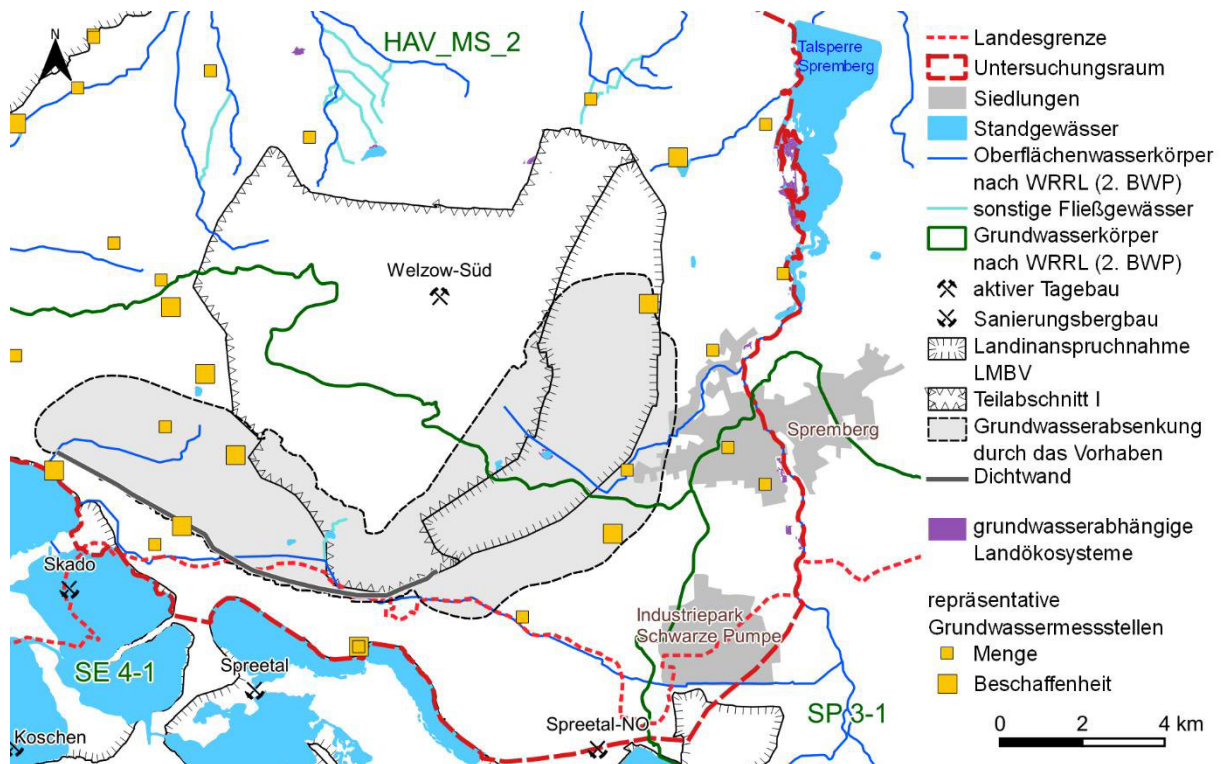 N
HAV_MS_2
Talsperre
Spremberg
Welzow-Süd
Spremberg
Skado
Industriepark
Schwarze Pumpe
SE 4-1
Spreetal
SP 3-1
Spreetal-NO
Koschen
Landesgrenze
Untersuchungsraum
Siedlungen
Standgewässer
Oberflächenwasserkörper
nach WRRL (2. BWP)
sonstige Fließgewässer
Grundwasserkörper
nach WRRL (2. BWP)
aktiver Tagebau
Sanierungsbergbau
Landinanspruchnahme
LMBV
Teilabschnitt I
Grundwasserabsenkung
durch das Vorhaben
Dichtwand
grundwasserabhängige
Landökosysteme
repräsentative
Grundwassermessstellen
Menge
Beschaffenheit
0 2 4 km